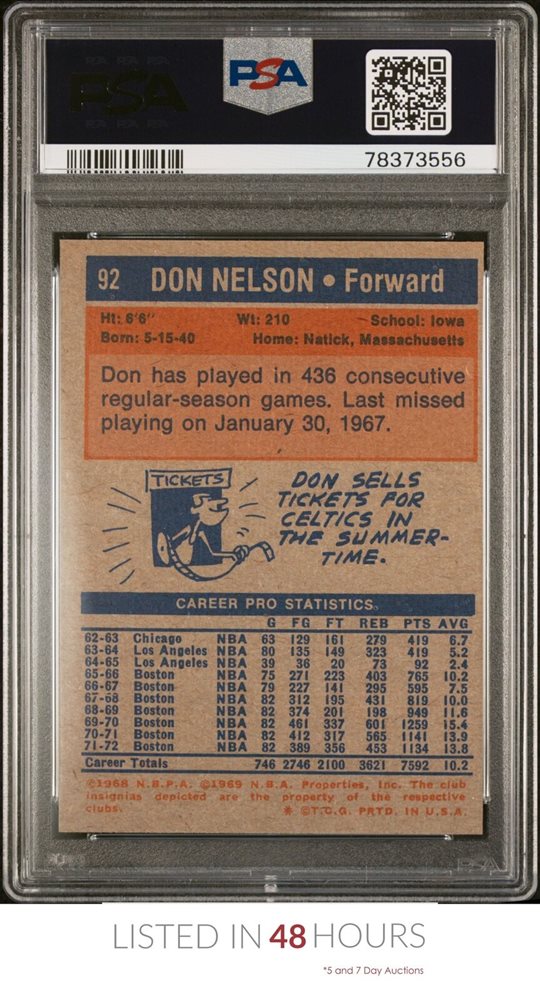 PSA
PSA
78373556
92 DON NELSON • Forward
Ht: 6'6" Wt: 210 School: Iowa
Born: 5-15-40 Home: Natick, Massachusetts
Don has played in 436 consecutive
regular-season games. Last missed
playing on January 30, 1967.
TICKETS
DON SELLS
TICKETS FOR
CELTICS IN
THE SUMMER-
TIME.
CAREER PRO STATISTICS
G FG FT REB PTS AVG
62-63 Chicago NBA 63 129 161 279 419 6.7
63-64 Los Angeles NBA 80 135 149 323 419 5.2
64-65 Los Angeles NBA 39 36 20 73 92 2.4
65-66 Boston NBA 75 271 223 403 765 10.2
66-67 Boston NBA 79 227 141 295 595 7.5
67-68 Boston NBA 82 312 195 431 819 10.0
68-69 Boston NBA 82 374 201 198 949 11.6
69-70 Boston NBA 82 461 337 601 1259 15.4
70-71 Boston NBA 82 412 317 565 1141 13.9
71-72 Boston NBA 82 389 356 453 1134 13.8
Career Totals 746 2746 2100 3621 7592 10.2
©1968 N.B.P.A. ©1969 N.B.A. Properties, Inc. The club
insignias depicted are the property of the respective
clubs. * ©T.C.G. PRTD. IN U.S.A.
PSA
LISTED IN 48 HOURS
*5 and 7 Day Auctions